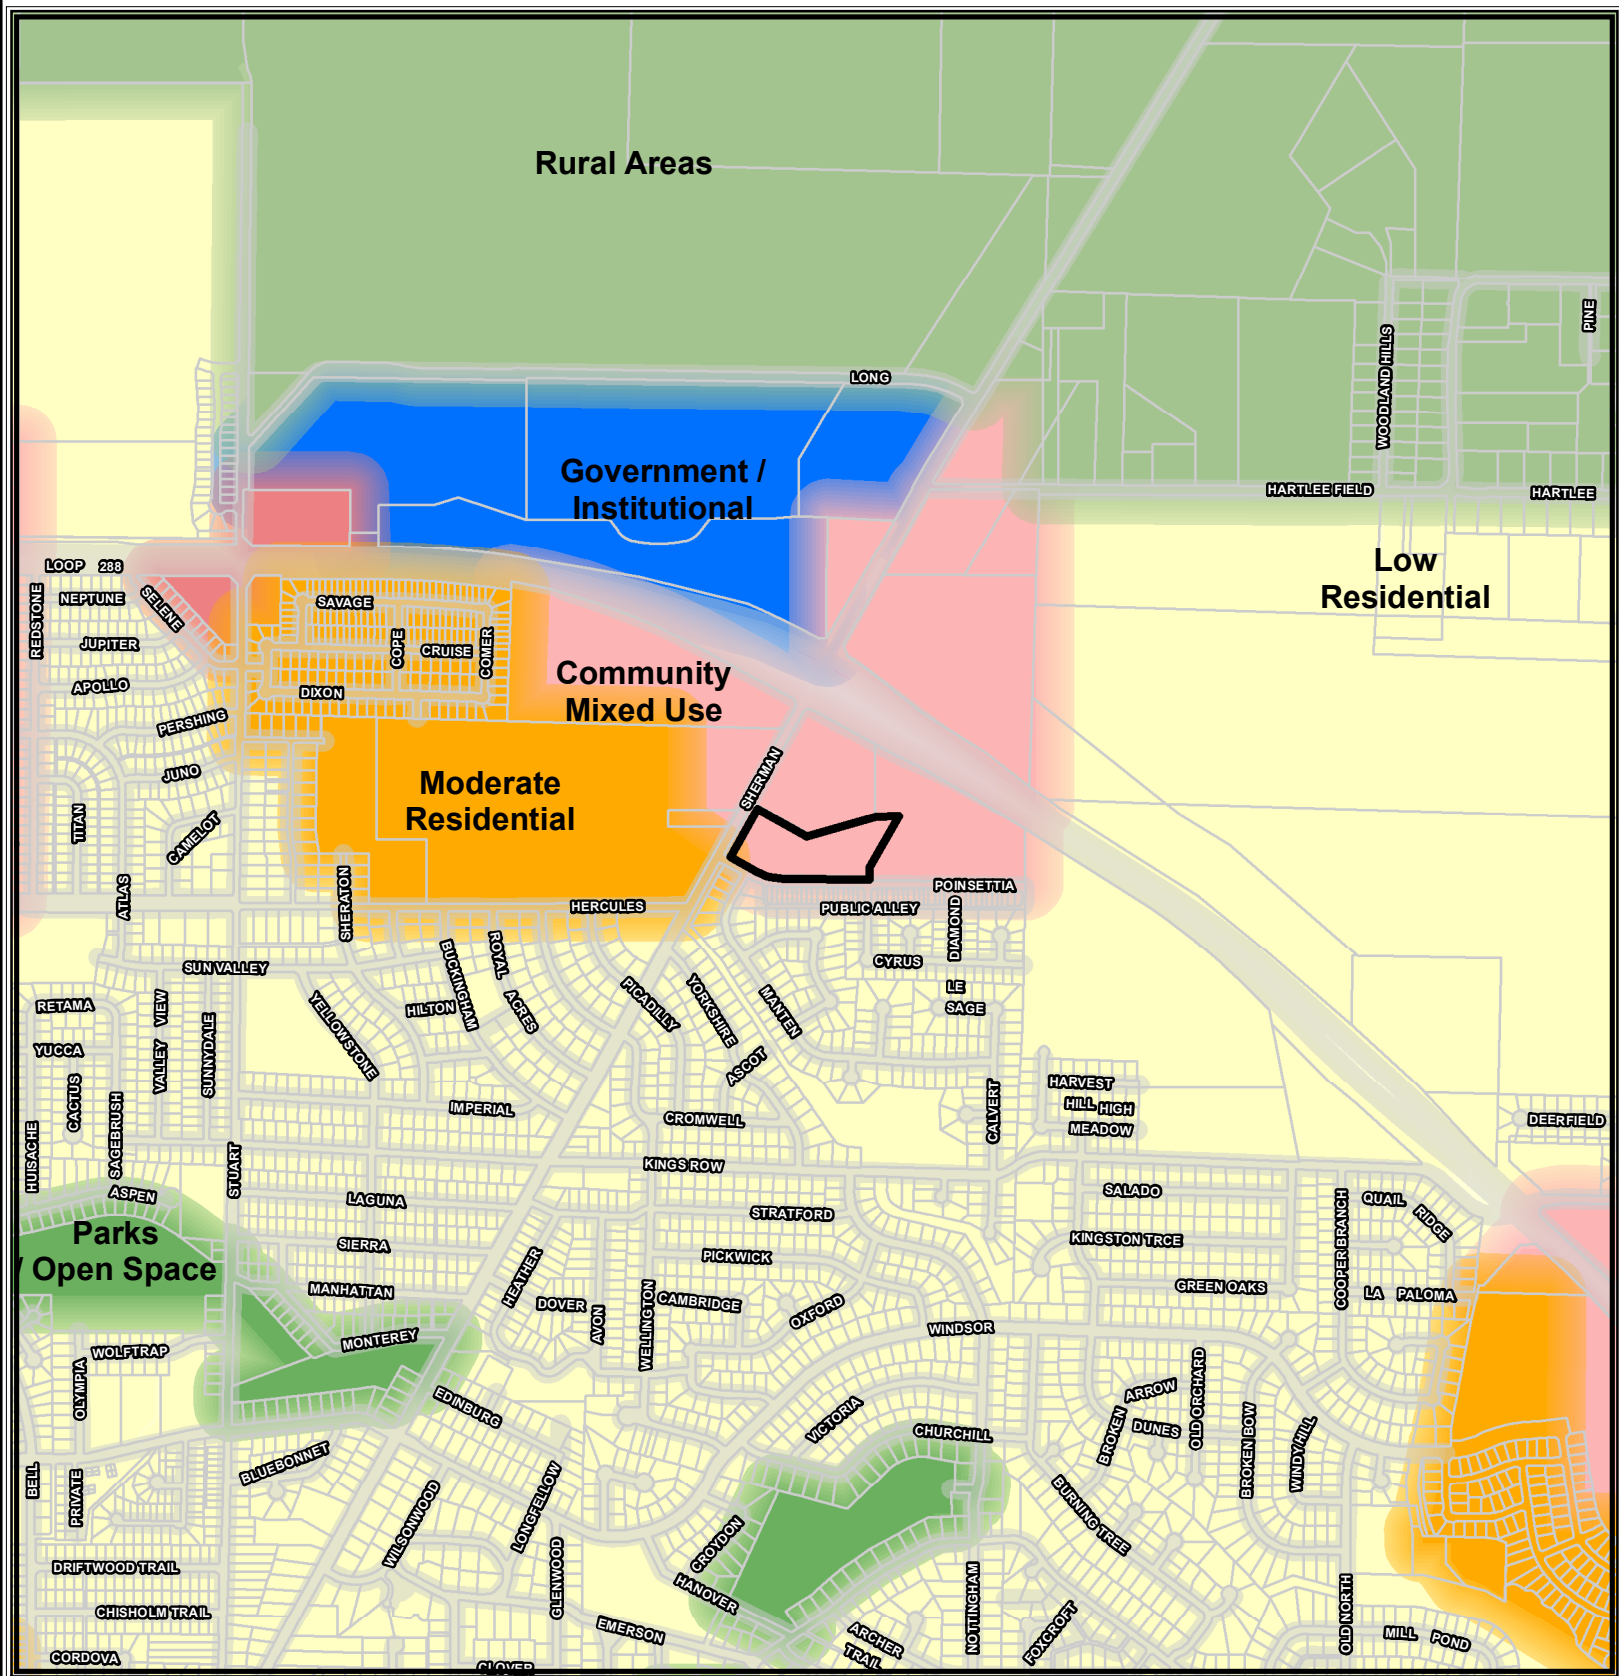 Rural Areas
PINE
WOODLAND HILLS
LONG
Government /
Institutional
HARTLEE FIELD
HARTLEE
Low
Residential
LOOP 288
REDSTONE
NEPTUNE
SELENE
SAVAGE
JUPITER
COPE
CRUISE
COMER
APOLLO
DIXON
Community
Mixed Use
PERSHING
JUNO
SHERMAN
Moderate
Residential
TITAN
CAMELOT
ATLAS
SHERATON
HERCULES
POINSETTIA
PUBLIC ALLEY
DIAMOND
CYRUS
LE
SAGE
SUN VALLEY
BUCKINGHAM
ROYAL
ACRES
HILTON
YELLOWSTONE
PICADILLY
YORKSHIRE
MANTEN
ASCOT
RETAMA
VALLEY VIEW
SUNNYDALE
YUCCA
CACTUS
SAGEBRUSH
HUISACHE
STUART
IMPERIAL
CROMWELL
CALVERT
HARVEST
HILL HIGH
MEADOW
DEERFIELD
KINGS ROW
ASPEN
LAGUNA
SALADO
QUAIL
RIDGE
COOPER BRANCH
STRATFORD
Parks
/ Open Space
SIERRA
KINGSTON TRCE
PICKWICK
HEATHER
MANHATTAN
GREEN OAKS
LA PALOMA
DOVER
AVON
WELLINGTON
CAMBRIDGE
OXFORD
WINDSOR
MONTEREY
WOLFTRAP
OLYMPIA
EDINBURG
ARROW
BROKEN
DUNES
OLD ORCHARD
BROKEN BOW
WINDY HILL
VICTORIA
CHURCHILL
BLUEBONNET
BELL
PRIVATE
WILSONWOOD
LONGFELLOW
BURNING TREE
CROYDON
DRIFTWOOD TRAIL
GLENWOOD
HANOVER
CHISHOLM TRAIL
NOTTINGHAM
FOXCROFT
OLD NORTH
EMERSON
ARCHER
TRAIL
MILL POND
CORDOVA
CLOVER